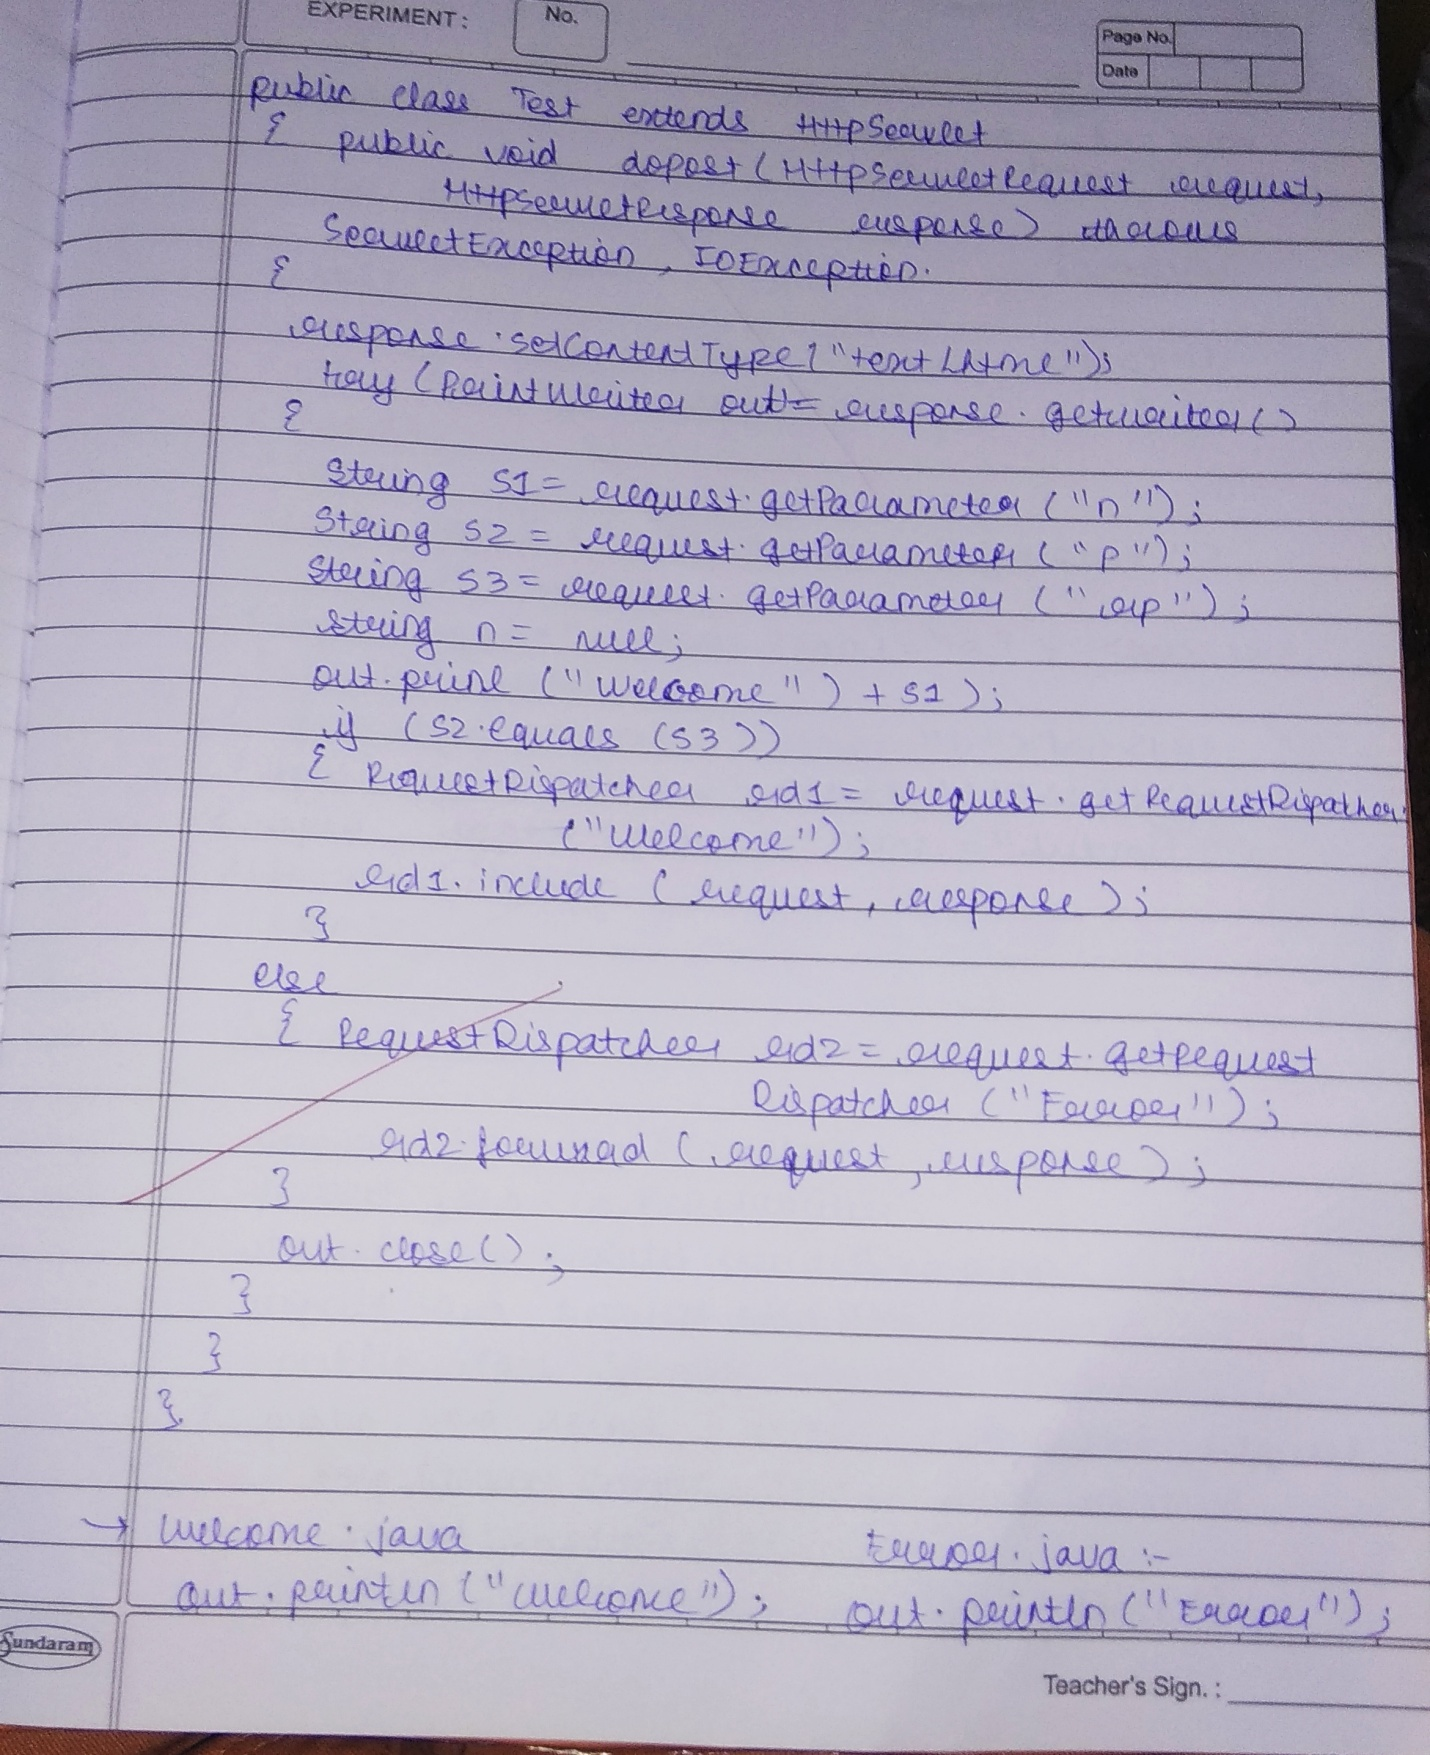 EXPERIMENT :
No.
Page No.
Date
public class Test extends HttpServlet
{ public void dopost (HttpServletRequest request,
HttpServletResponse response) throws
ServletException, IOException.
{
response.setContentType("text/html");
try (PrintWriter out = response.getwriter()
{
String S1 = request.getParameter ("n");
String S2 = request.getParameter ("p");
String S3 = request.getParameter ("rp");
String n = null;
out.print ("Welcome") + S1 );
if (S2.equals (S3))
{ RequestDispatcher rd1 = request.getRequestDispather
("Welcome");
rd1.include (request, response);
}
else
{ RequestDispatcher rd2 = request.getRequest
Dispatcher ("Error");
rd2.forwrad (request, response);
}
out.close();
}
}
}
→ welcome.java Error.java :-
out.println ("Welcome"); out.println ("Error");
Sundaram
Teacher's Sign. :